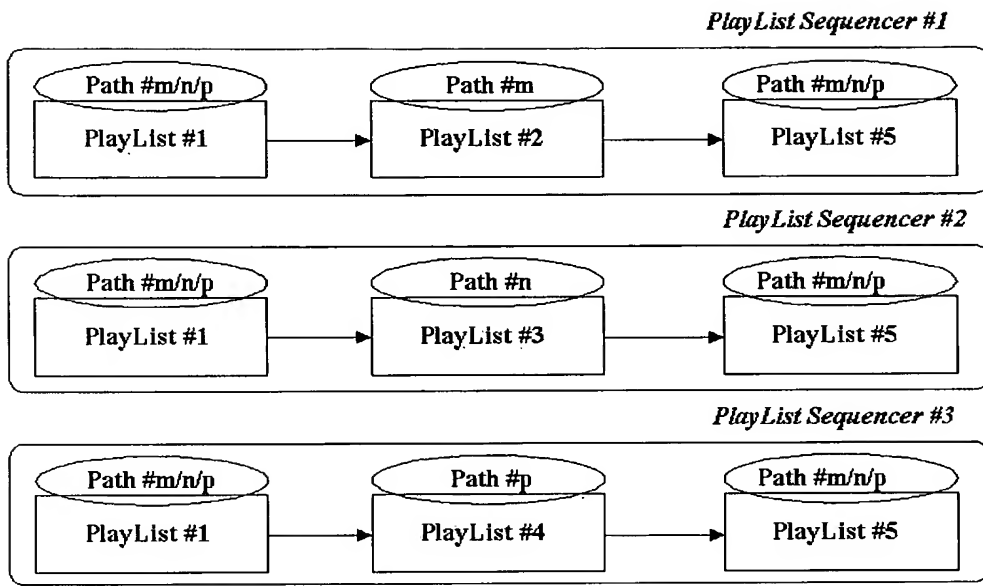 PlayList Sequencer #1
Path #m/n/p Path #m Path #m/n/p
PlayList #1 PlayList #2 PlayList #5
PlayList Sequencer #2
Path #m/n/p Path #n Path #m/n/p
PlayList #1 PlayList #3 PlayList #5
PlayList Sequencer #3
Path #m/n/p Path #p Path #m/n/p
PlayList #1 PlayList #4 PlayList #5